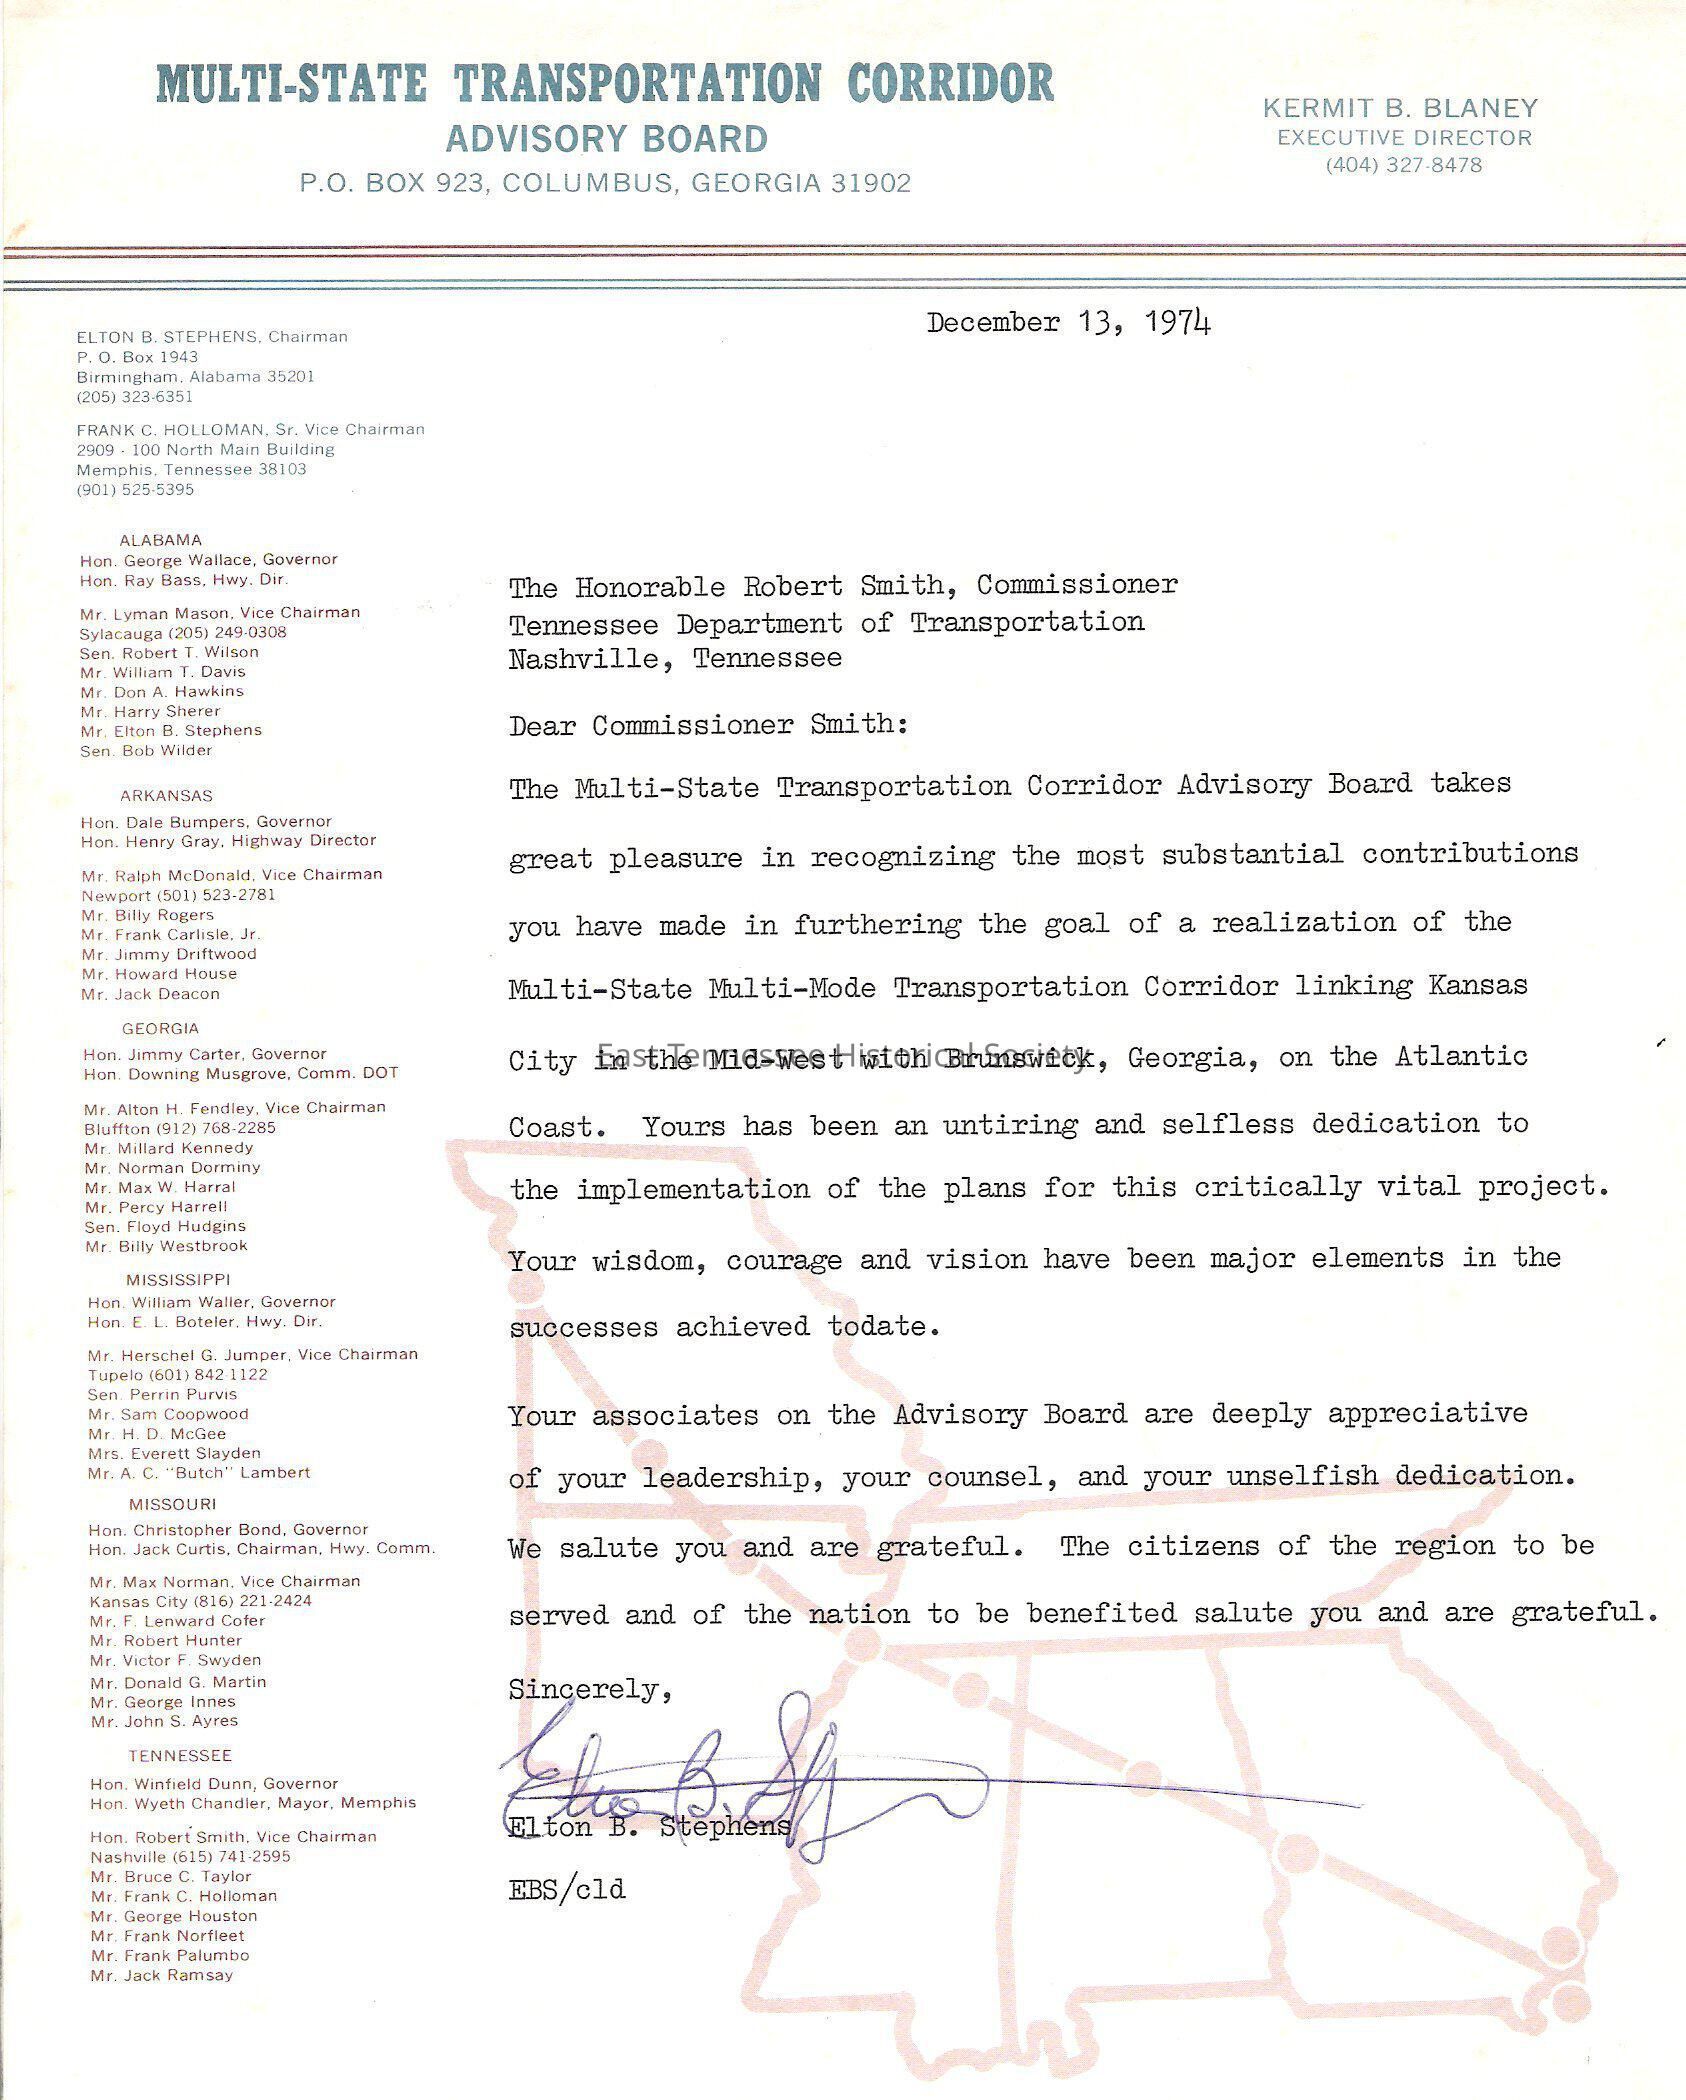 MULTI-STATE TRANSPORTATION CORRIDOR
ADVISORY BOARD
P.O. BOX 923, COLUMBUS, GEORGIA 31902
KERMIT B. BLANEY
EXECUTIVE DIRECTOR
(404) 327-8478
December 13, 1974
ELTON B. STEPHENS, Chairman
P. O. Box 1943
Birmingham, Alabama 35201
(205) 323-6351
FRANK C. HOLLOMAN, Sr. Vice Chairman
2909 - 100 North Main Building
Memphis, Tennessee 38103
(901) 525-5395
ALABAMA
Hon. George Wallace, Governor
Hon. Ray Bass, Hwy. Dir.
Mr. Lyman Mason, Vice Chairman
Sylacauga (205) 249-0308
Sen. Robert T. Wilson
Mr. William T. Davis
Mr. Don A. Hawkins
Mr. Harry Sherer
Mr. Elton B. Stephens
Sen. Bob Wilder
ARKANSAS
Hon. Dale Bumpers, Governor
Hon. Henry Gray, Highway Director
Mr. Ralph McDonald, Vice Chairman
Newport (501) 523-2781
Mr. Billy Rogers
Mr. Frank Carlisle, Jr.
Mr. Jimmy Driftwood
Mr. Howard House
Mr. Jack Deacon
GEORGIA
Hon. Jimmy Carter, Governor
Hon. Downing Musgrove, Comm. DOT
Mr. Alton H. Fendley, Vice Chairman
Bluffton (912) 768-2285
Mr. Millard Kennedy
Mr. Norman Dorminy
Mr. Max W. Harral
Mr. Percy Harrell
Sen. Floyd Hudgins
Mr. Billy Westbrook
MISSISSIPPI
Hon. William Waller, Governor
Hon. E. L. Boteler, Hwy. Dir.
Mr. Herschel G. Jumper, Vice Chairman
Tupelo (601) 842-1122
Sen. Perrin Purvis
Mr. Sam Coopwood
Mr. H. D. McGee
Mrs. Everett Slayden
Mr. A. C. "Butch" Lambert
MISSOURI
Hon. Christopher Bond, Governor
Hon. Jack Curtis, Chairman, Hwy. Comm.
Mr. Max Norman, Vice Chairman
Kansas City (816) 221-2424
Mr. F. Lenward Cofer
Mr. Robert Hunter
Mr. Victor F. Swyden
Mr. Donald G. Martin
Mr. George Innes
Mr. John S. Ayres
TENNESSEE
Hon. Winfield Dunn, Governor
Hon. Wyeth Chandler, Mayor, Memphis
Hon. Robert Smith, Vice Chairman
Nashville (615) 741-2595
Mr. Bruce C. Taylor
Mr. Frank C. Holloman
Mr. George Houston
Mr. Frank Norfleet
Mr. Frank Palumbo
Mr. Jack Ramsay
The Honorable Robert Smith, Commissioner
Tennessee Department of Transportation
Nashville, Tennessee
Dear Commissioner Smith:
The Multi-State Transportation Corridor Advisory Board takes
great pleasure in recognizing the most substantial contributions
you have made in furthering the goal of a realization of the
Multi-State Multi-Mode Transportation Corridor linking Kansas
City in the Mid-West with Brunswick, Georgia, on the Atlantic
East Tennessee Historical Society
Coast. Yours has been an untiring and selfless dedication to
the implementation of the plans for this critically vital project.
Your wisdom, courage and vision have been major elements in the
successes achieved todate.
Your associates on the Advisory Board are deeply appreciative
of your leadership, your counsel, and your unselfish dedication.
We salute you and are grateful. The citizens of the region to be
served and of the nation to be benefited salute you and are grateful.
Sincerely,
Elton B. Stephens
Elton B. Stephens
EBS/cld